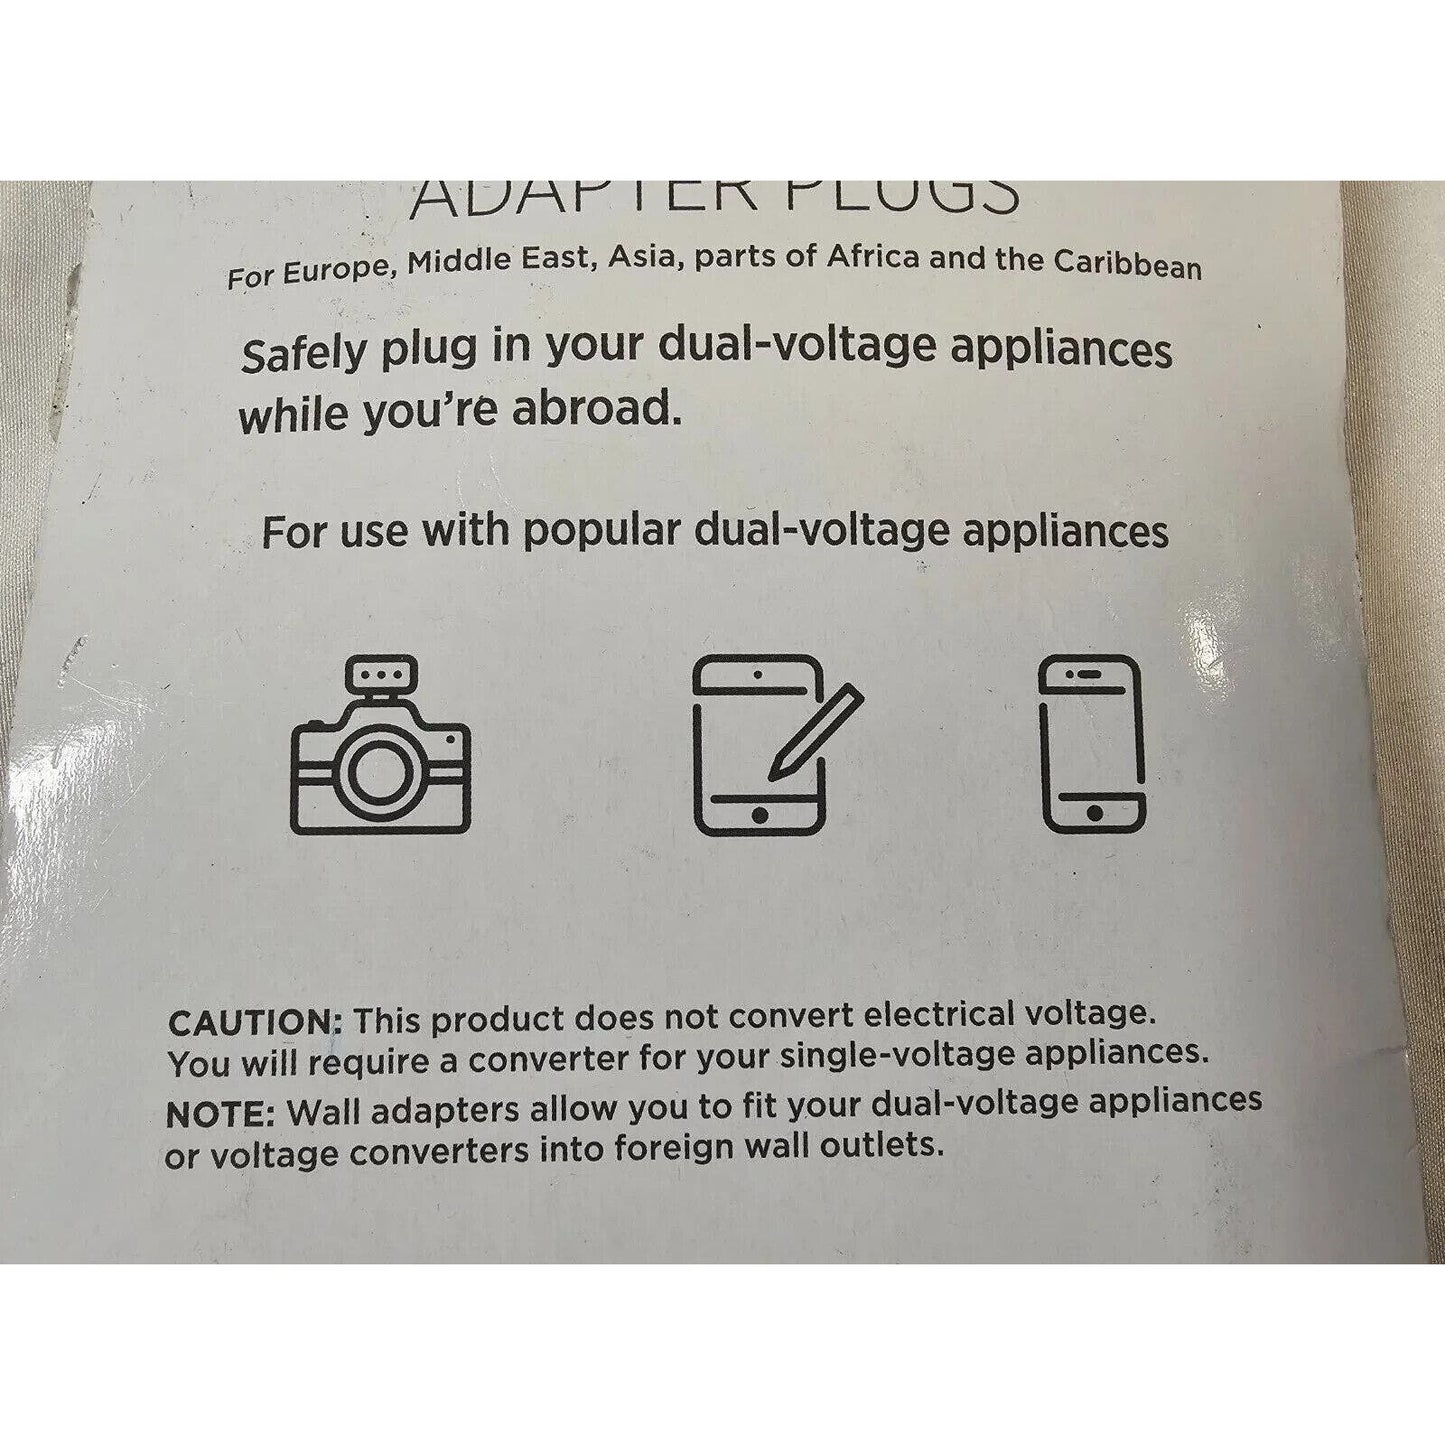 ADAPTER PLUGS
For Europe, Middle East, Asia, parts of Africa and the Caribbean
Safely plug in your dual-voltage appliances
while you're abroad.
For use with popular dual-voltage appliances
CAUTION: This product does not convert electrical voltage.
You will require a converter for your single-voltage appliances.
NOTE: Wall adapters allow you to fit your dual-voltage appliances
or voltage converters into foreign wall outlets.